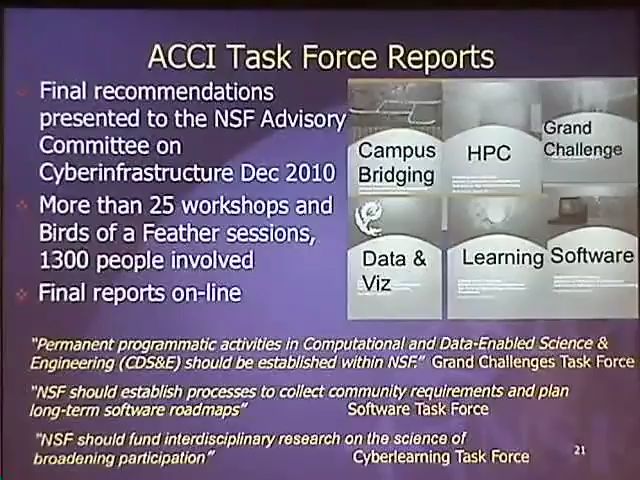 ACCI Task Force Reports
Final recommendations
presented to the NSF Advisory
Committee on
Cyberinfrastructure Dec 2010
More than 25 workshops and
Birds of a Feather sessions,
1300 people involved
Final reports on-line
Campus
Bridging
HPC
Grand
Challenge
Data &
Viz
Learning
Software
"Permanent programmatic activities in Computational and Data-Enabled Science &
Engineering (CDS&E) should be established within NSF." Grand Challenges Task Force
"NSF should establish processes to collect community requirements and plan
long-term software roadmaps" Software Task Force
"NSF should fund interdisciplinary research on the science of
broadening participation" Cyberlearning Task Force
21